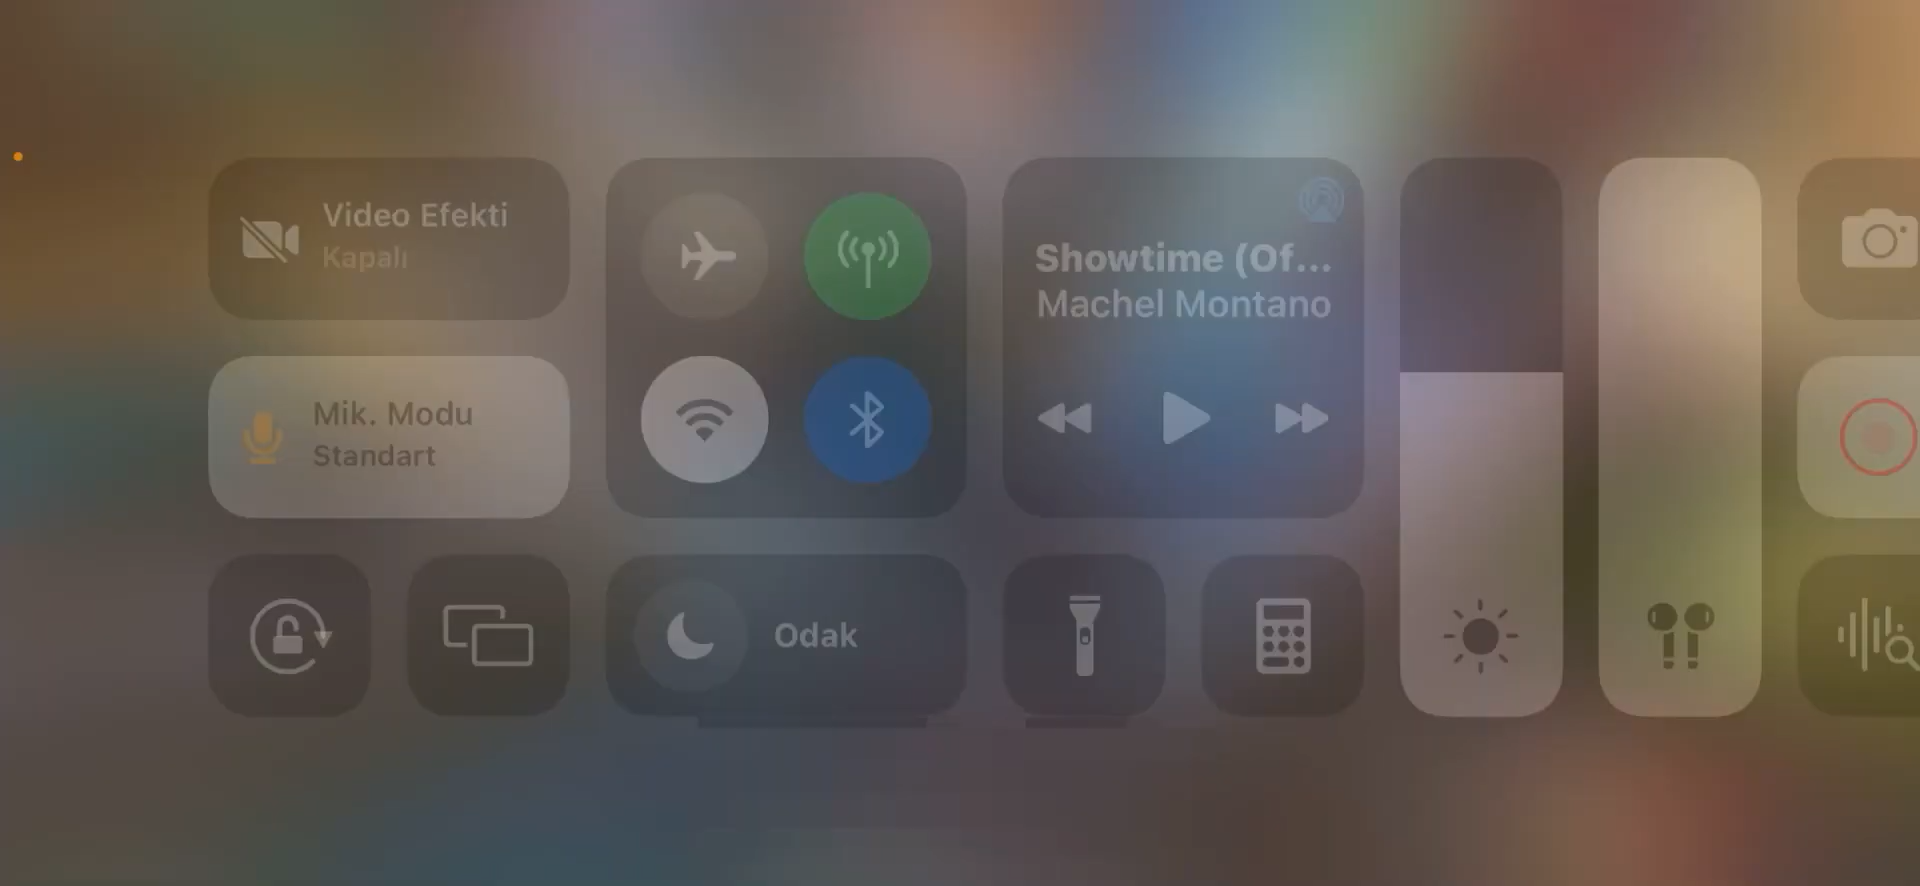 Video Efekti
Kapalı
Mik. Modu
Standart
Showtime (Of...
Machel Montano
Odak